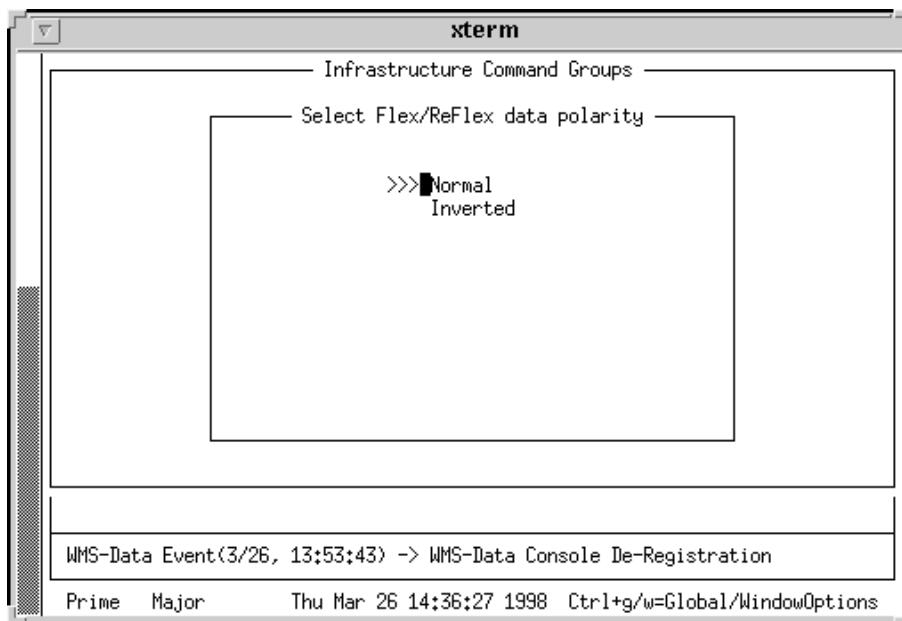 xterm
Infrastructure Command Groups
Select Flex/ReFlex data polarity
>>> Normal
Inverted
WMS-Data Event(3/26, 13:53:43) -> WMS-Data Console De-Registration
Prime Major Thu Mar 26 14:36:27 1998 Ctrl+g/w=Global/WindowOptions